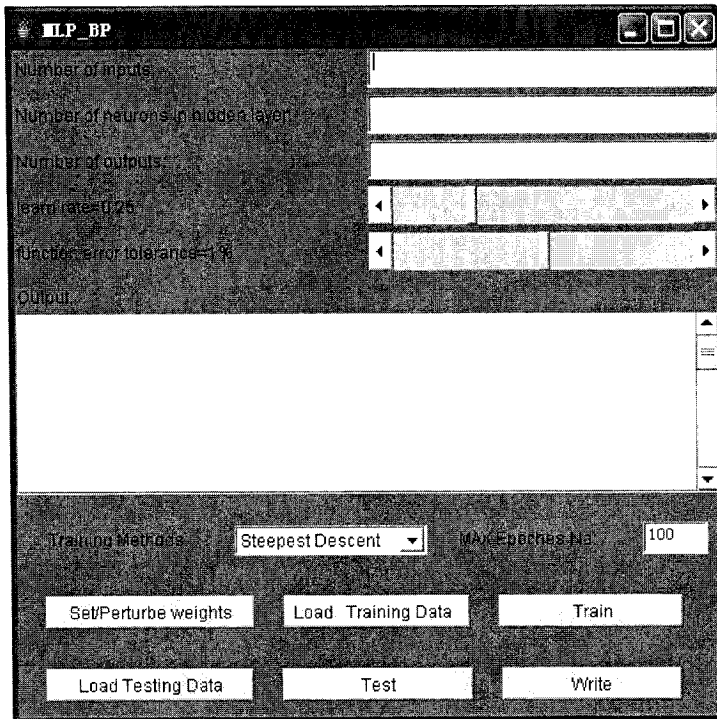 MLP_BP
Number of inputs:
Number of neurons in hidden layer:
Number of outputs:
learn rate=0.25
function error tolerance=1%
Output:
Training Methods Steepest Descent MAX Epoches No. 100
Set/Perturbe weights Load Training Data Train
Load Testing Data Test Write